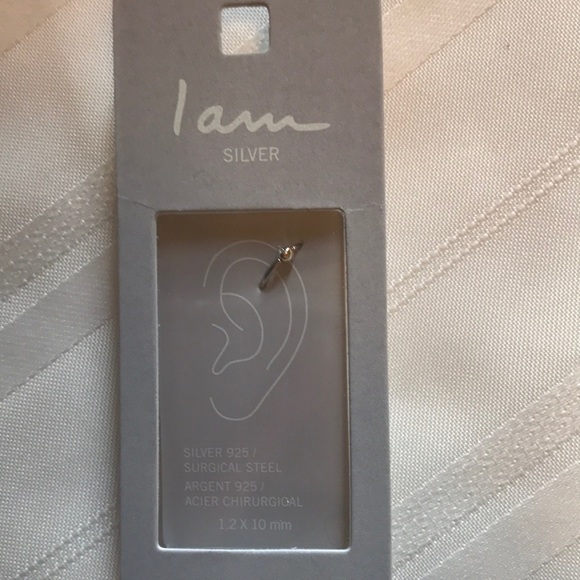 I am
SILVER
SILVER 925 /
SURGICAL STEEL
ARGENT 925 /
ACIER CHIRURGICAL
1.2 X 10 mm